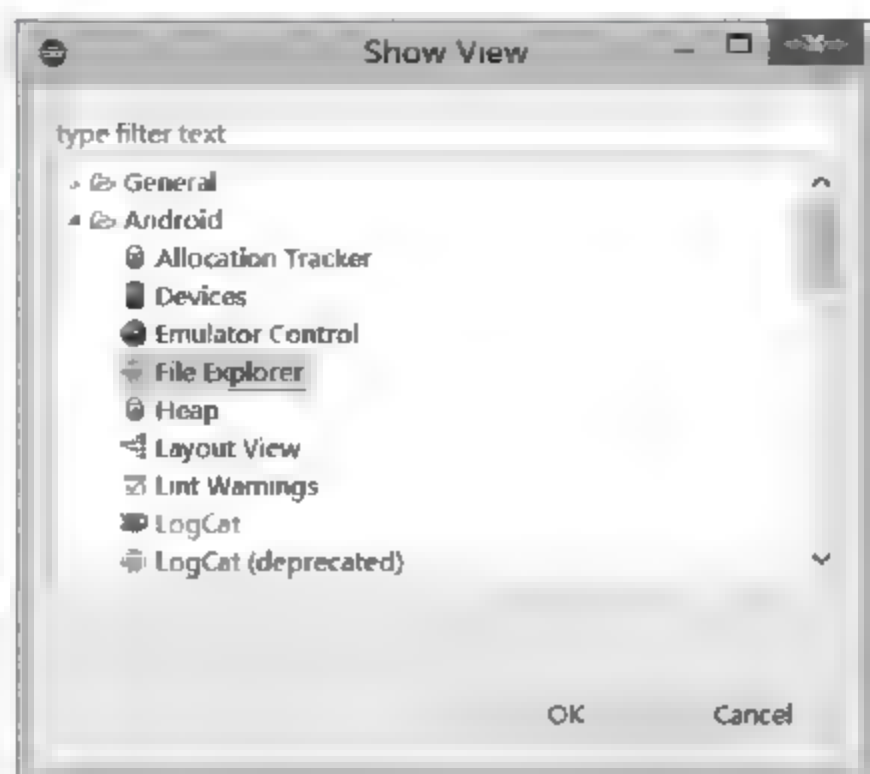 Show View
type filter text
General
Android
Allocation Tracker
Devices
Emulator Control
File Explorer
Heap
Layout View
Lint Warnings
LogCat
LogCat (deprecated)
OK
Cancel